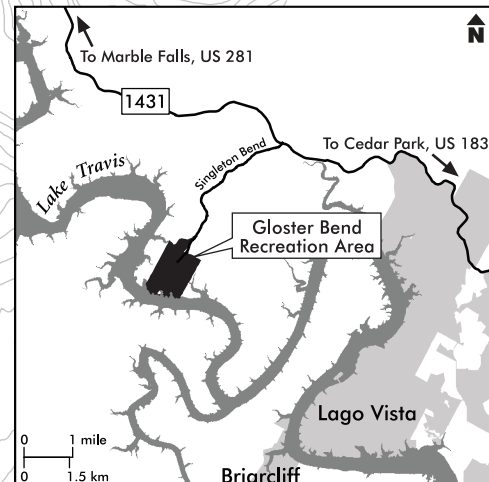 N
To Marble Falls, US 281
1431
To Cedar Park, US 183
Singleton Bend
Lake Travis
Gloster Bend
Recreation Area
Lago Vista
0 1 mile
0 1.5 km
Briarcliff